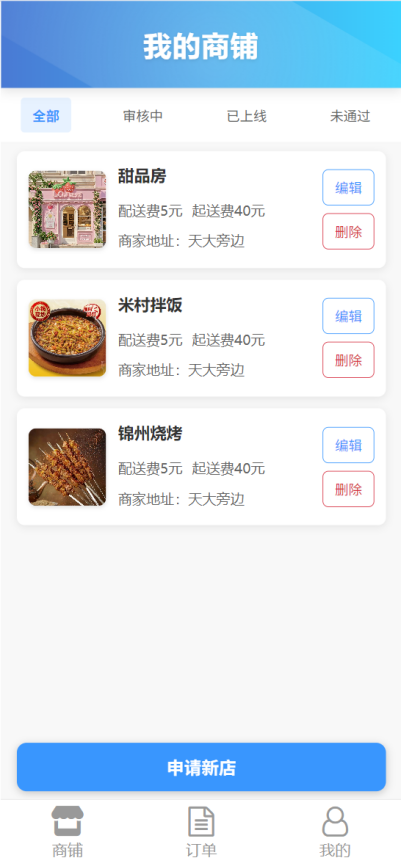 我的商铺
全部 审核中 已上线 未通过
甜品房
配送费5元 起送费40元
商家地址：天大旁边
编辑
删除
米村拌饭
配送费5元 起送费40元
商家地址：天大旁边
编辑
删除
锦州烧烤
配送费5元 起送费40元
商家地址：天大旁边
编辑
删除
申请新店
商铺 订单 我的